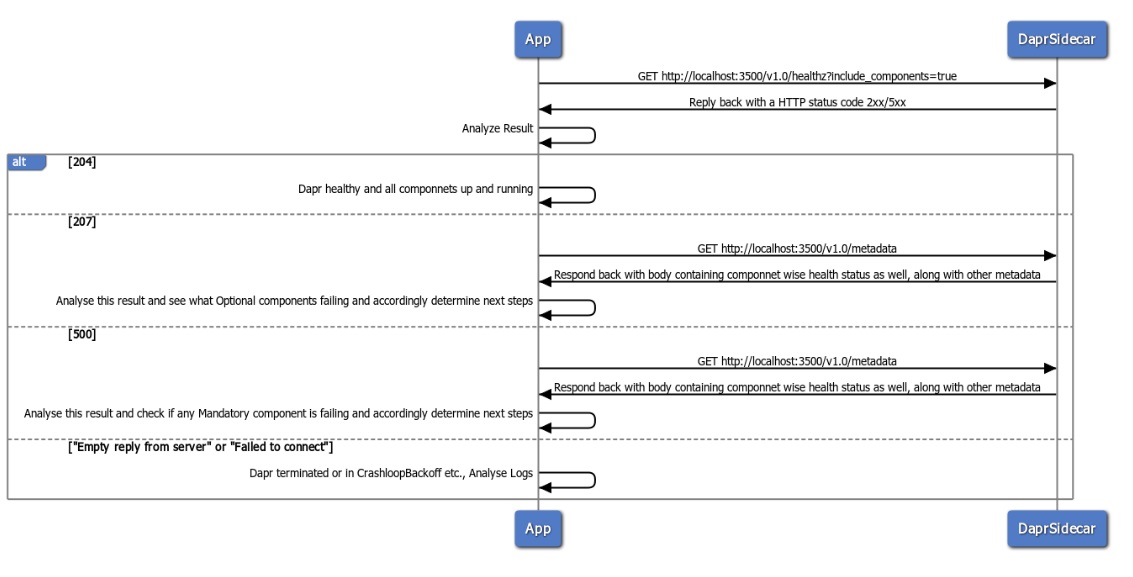 App
DaprSidecar
GET http://localhost:3500/v1.0/healthz?include_components=true
Reply back with a HTTP status code 2xx/5xx
Analyze Result
alt
[204]
Dapr healthy and all componnets up and running
[207]
GET http://localhost:3500/v1.0/metadata
Respond back with body containing componnet wise health status as well, along with other metadata
Analyse this result and see what Optional components failing and accordingly determine next steps
[500]
GET http://localhost:3500/v1.0/metadata
Respond back with body containing componnet wise health status as well, along with other metadata
Analyse this result and check if any Mandatory component is failing and accordingly determine next steps
["Empty reply from server" or "Failed to connect"]
Dapr terminated or in CrashloopBackoff etc., Analyse Logs
App
DaprSidecar